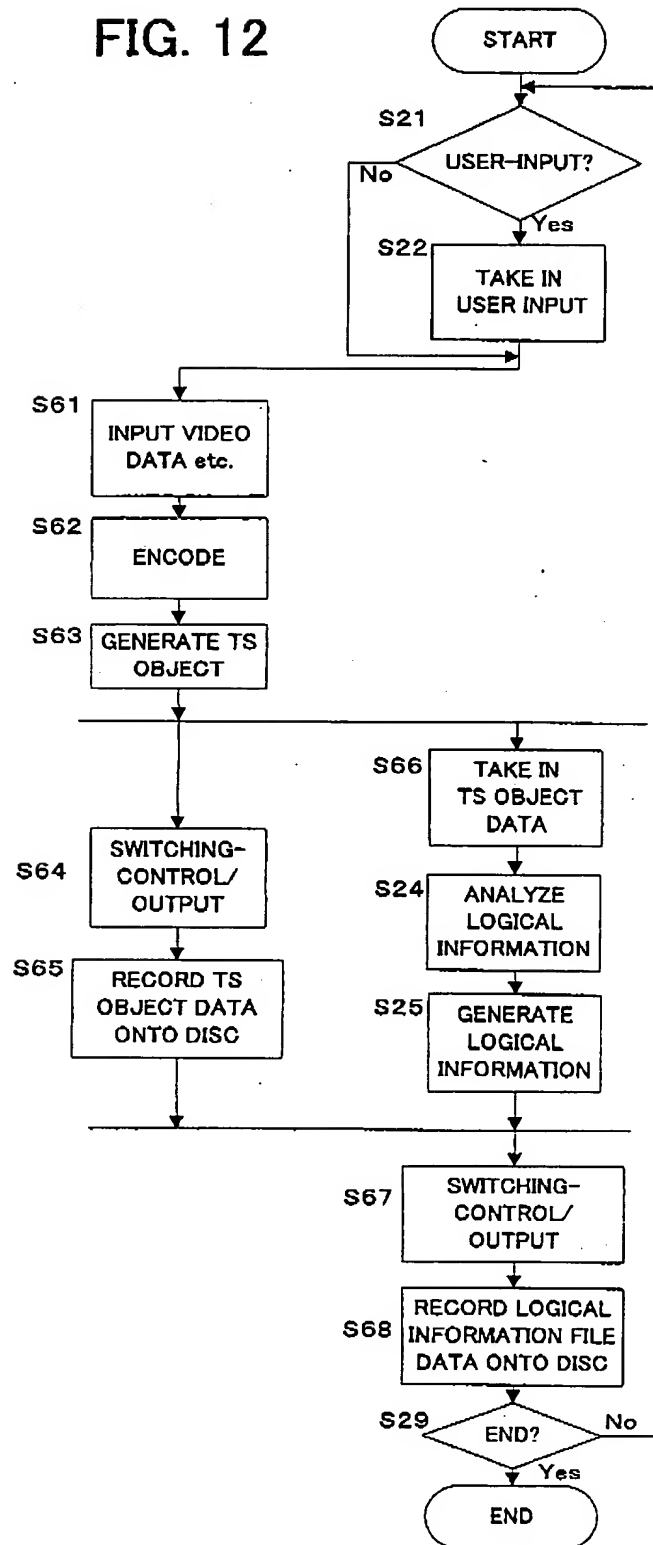 FIG. 12
START
S21
USER-INPUT?
No
Yes
S22
TAKE IN
USER INPUT
S61
INPUT VIDEO
DATA etc.
S62
ENCODE
S63
GENERATE TS
OBJECT
S66
TAKE IN
TS OBJECT
DATA
S64
SWITCHING-
CONTROL/
OUTPUT
S24
ANALYZE
LOGICAL
INFORMATION
S65
RECORD TS
OBJECT DATA
ONTO DISC
S25
GENERATE
LOGICAL
INFORMATION
S67
SWITCHING-
CONTROL/
OUTPUT
S68
RECORD LOGICAL
INFORMATION FILE
DATA ONTO DISC
S29
END?
No
Yes
END